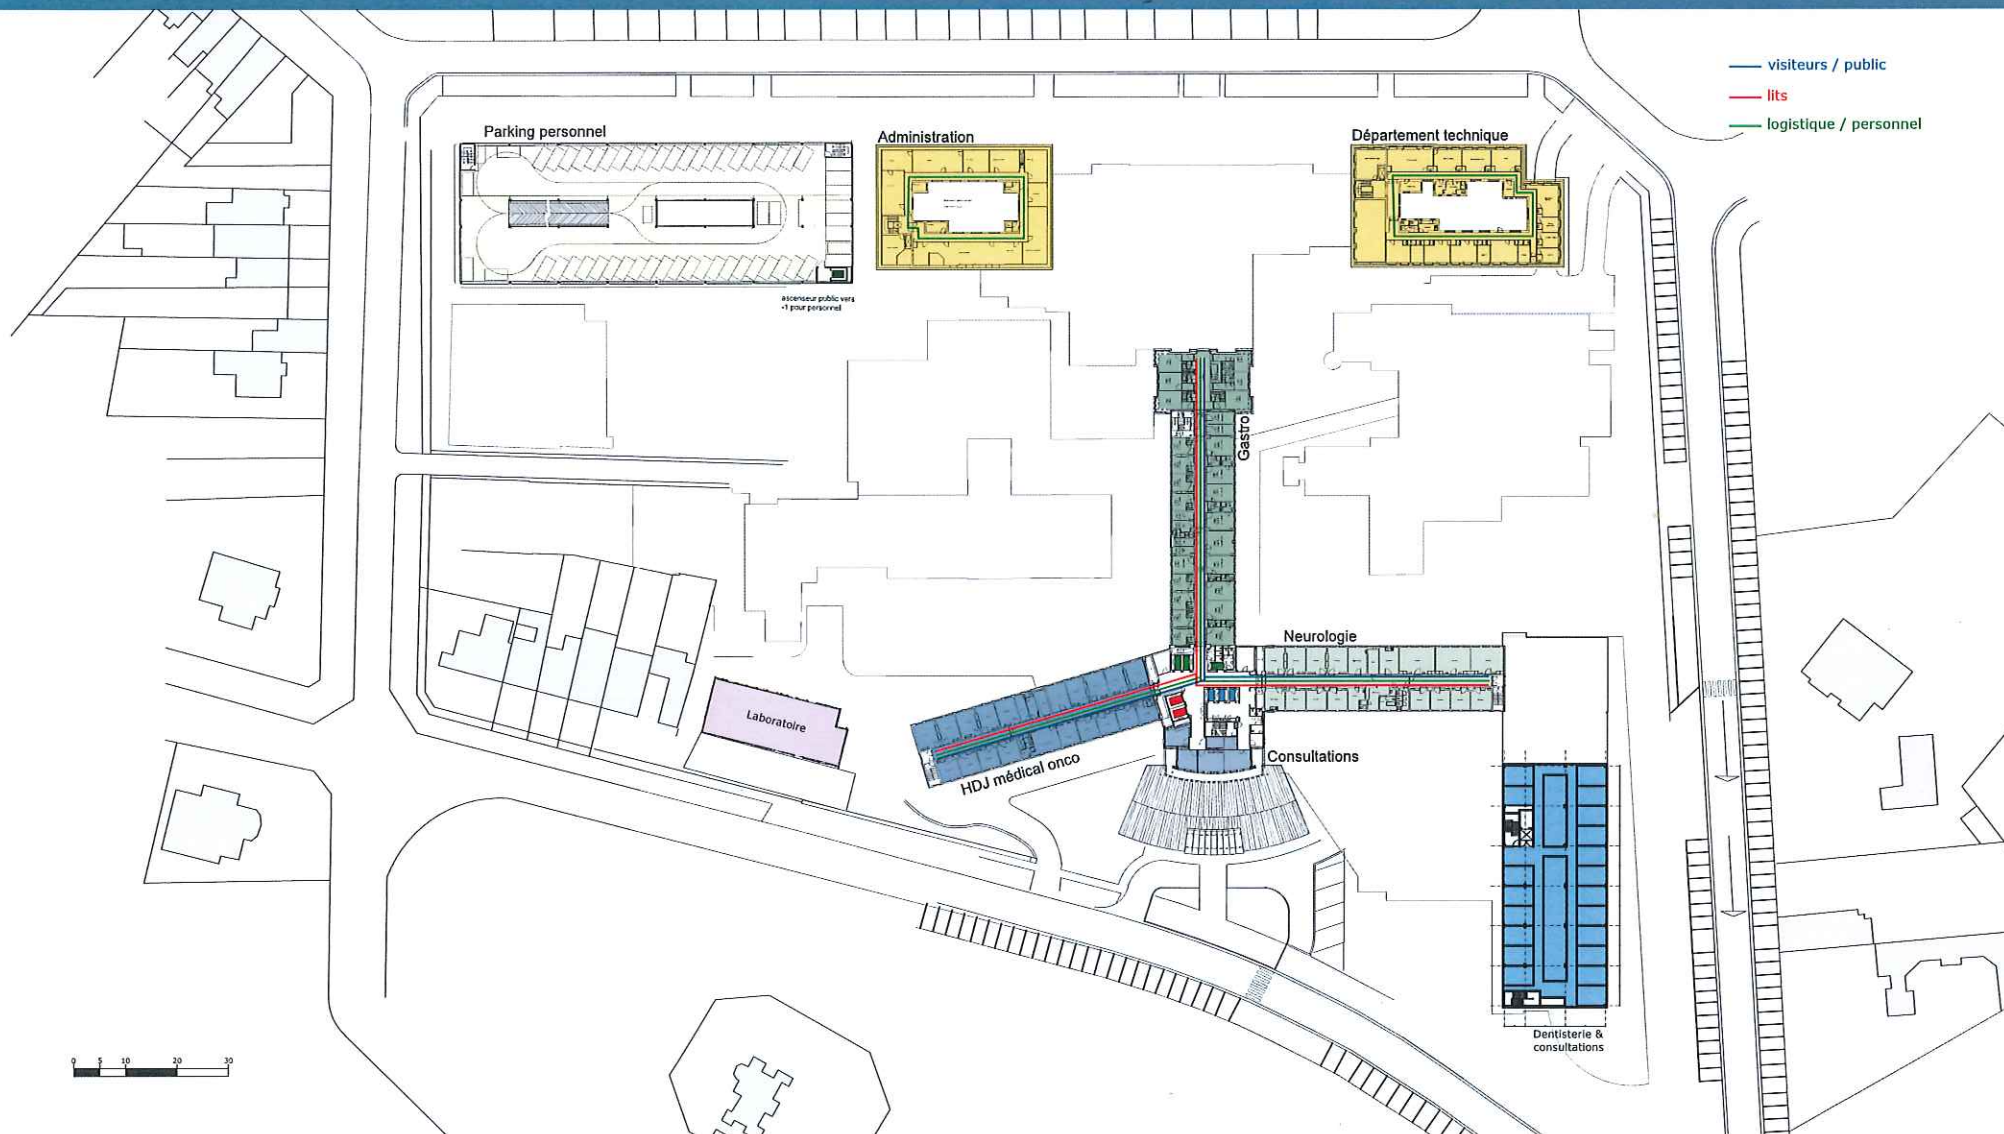 visiteurs / public
lits
logistique / personnel
Parking personnel
Administration
Département technique
ascenseur public vers
-1 pour personnel
Gastro
Neurologie
Laboratoire
HDJ médical onco
Consultations
Dentisterie &
consultations
0 5 10 20 30